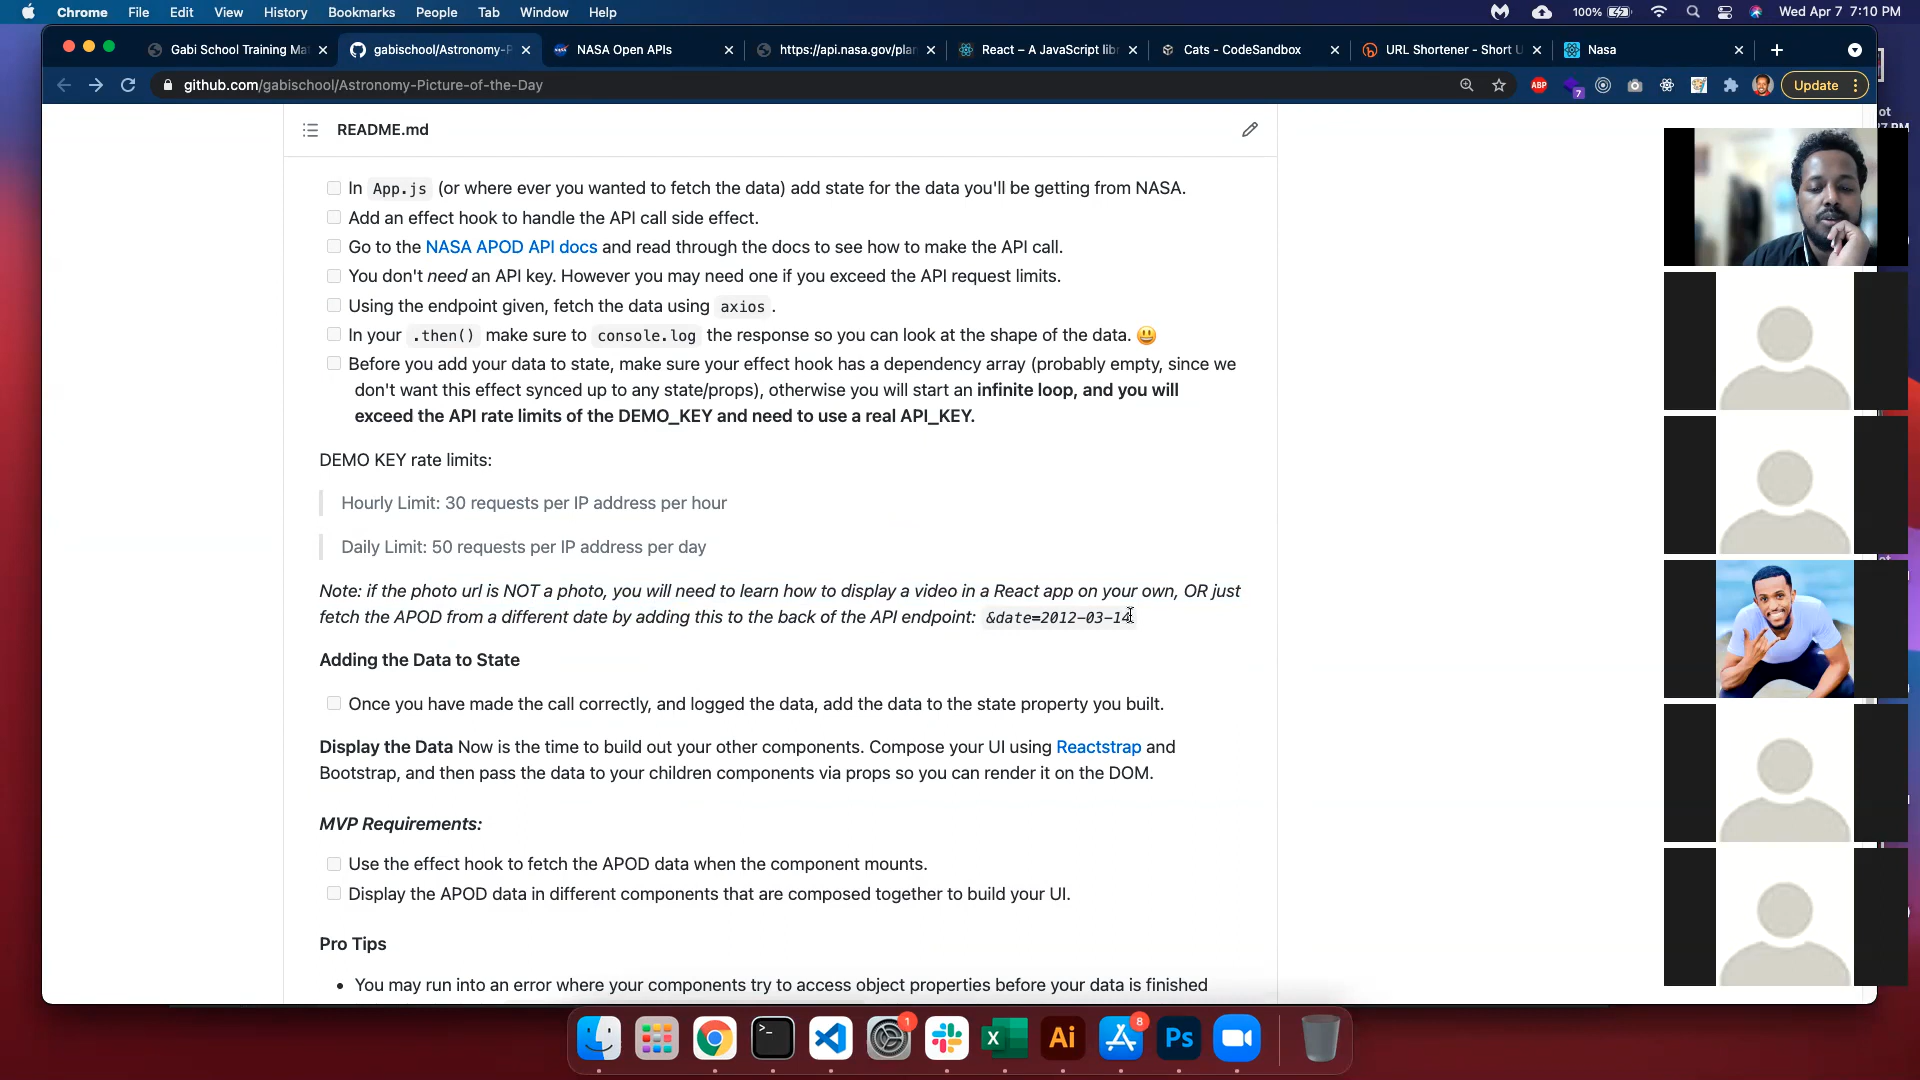 Chrome File Edit View History Bookmarks People Tab Window Help 100% Wed Apr 7 7:10 PM
Gabi School Training Ma gabischool/Astronomy-P NASA Open APIs https://api.nasa.gov/plan React – A JavaScript libr Cats - CodeSandbox URL Shortener - Short U Nasa
github.com/gabischool/Astronomy-Picture-of-the-Day ABP 7 Update
README.md
In App.js (or where ever you wanted to fetch the data) add state for the data you'll be getting from NASA.
Add an effect hook to handle the API call side effect.
Go to the NASA APOD API docs and read through the docs to see how to make the API call.
You don't need an API key. However you may need one if you exceed the API request limits.
Using the endpoint given, fetch the data using axios .
In your .then() make sure to console.log the response so you can look at the shape of the data. 😃
Before you add your data to state, make sure your effect hook has a dependency array (probably empty, since we
don't want this effect synced up to any state/props), otherwise you will start an infinite loop, and you will
exceed the API rate limits of the DEMO_KEY and need to use a real API_KEY.
DEMO KEY rate limits:
Hourly Limit: 30 requests per IP address per hour
Daily Limit: 50 requests per IP address per day
Note: if the photo url is NOT a photo, you will need to learn how to display a video in a React app on your own, OR just
fetch the APOD from a different date by adding this to the back of the API endpoint: &date=2012-03-14
Adding the Data to State
Once you have made the call correctly, and logged the data, add the data to the state property you built.
Display the Data Now is the time to build out your other components. Compose your UI using Reactstrap and
Bootstrap, and then pass the data to your children components via props so you can render it on the DOM.
MVP Requirements:
Use the effect hook to fetch the APOD data when the component mounts.
Display the APOD data in different components that are composed together to build your UI.
Pro Tips
You may run into an error where your components try to access object properties before your data is finished
1 8
Ai Ps